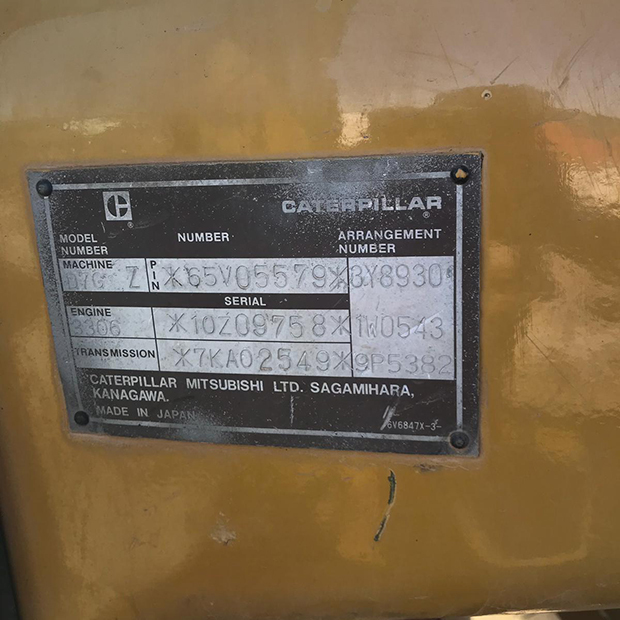 CATERPILLAR
®
MODEL NUMBER NUMBER ARRANGEMENT NUMBER
MACHINE PIN
D7G Z *65V05579* 3Y8930
SERIAL
ENGINE
3306 *10Z09758* 1W0543
TRANSMISSION *7KA02549* 9P5382
CATERPILLAR MITSUBISHI LTD. SAGAMIHARA,
KANAGAWA.
MADE IN JAPAN
6V6847X-3